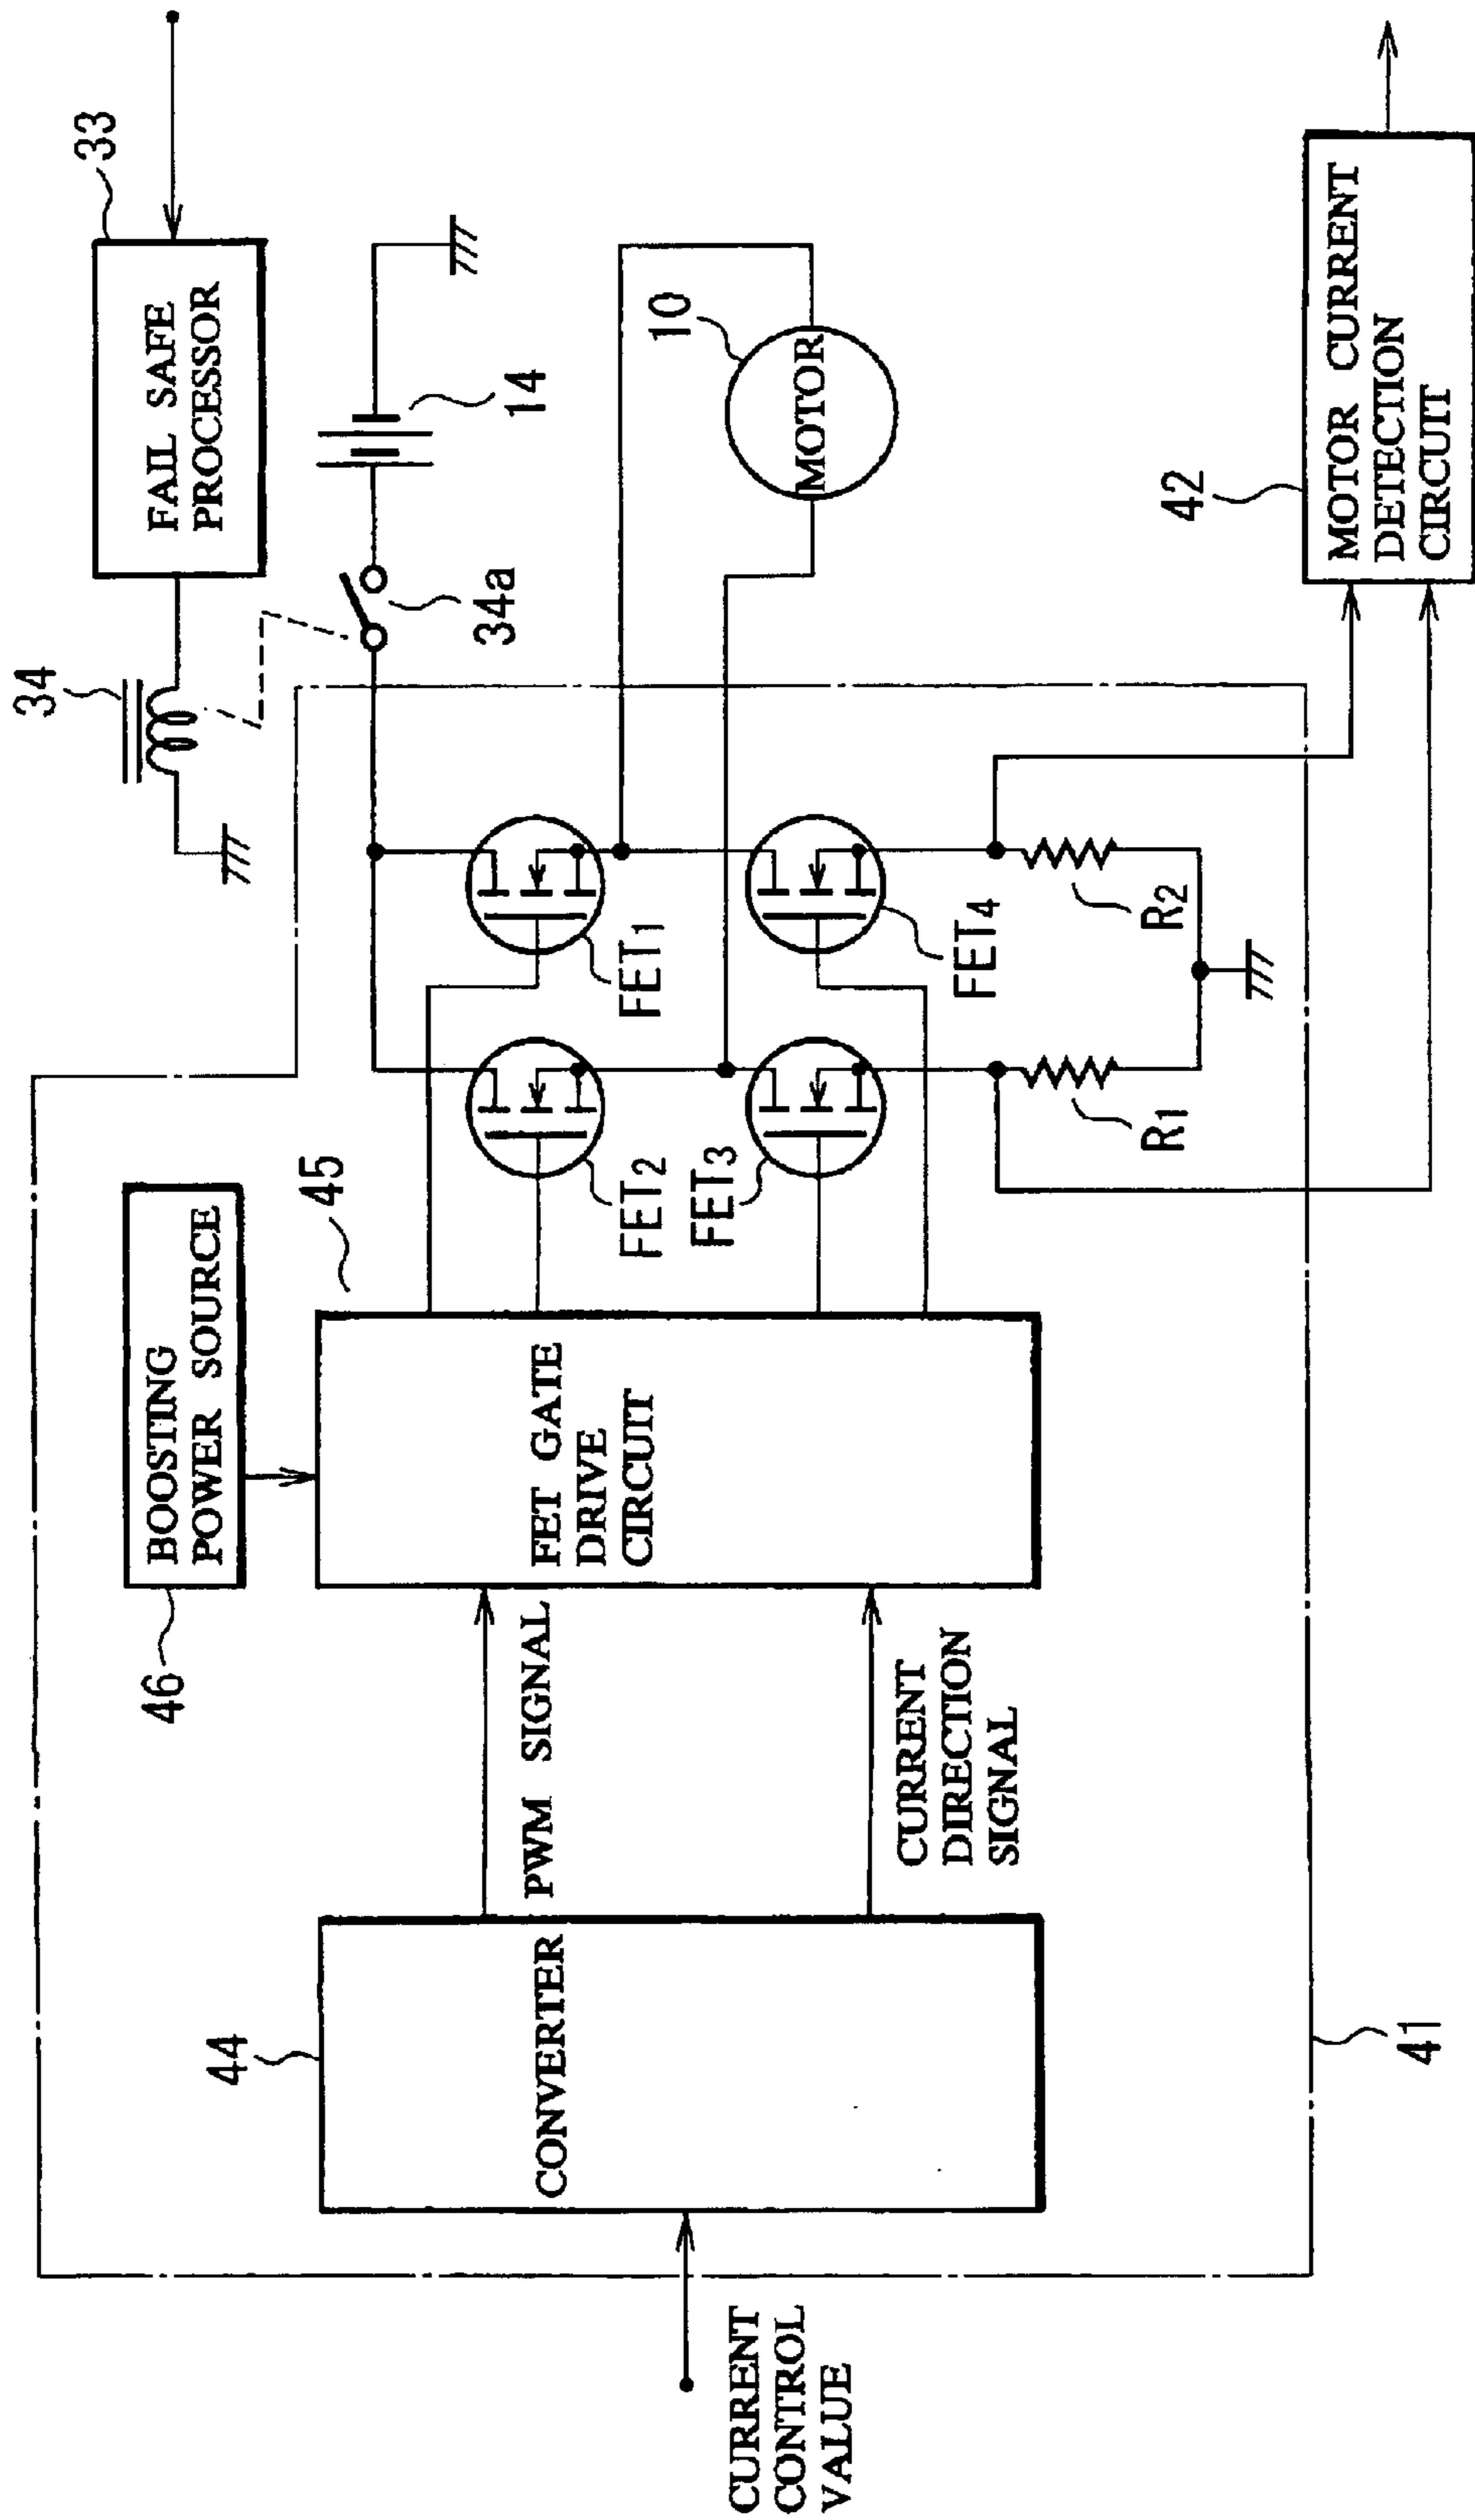 34
33
FAIL SAFE
PROCESSOR
14
34a
10
MOTOR
46
BOOSTING
POWER SOURCE
45
44
CONVERTER
CURRENT
CONTROL
VALUE
PWM SIGNAL
CURRENT
DIRECTION
SIGNAL
FET GATE
DRIVE
CIRCUIT
FET2
FET1
FET3
FET4
R1
R2
42
MOTOR CURRENT
DETECTION
CIRCUIT
41